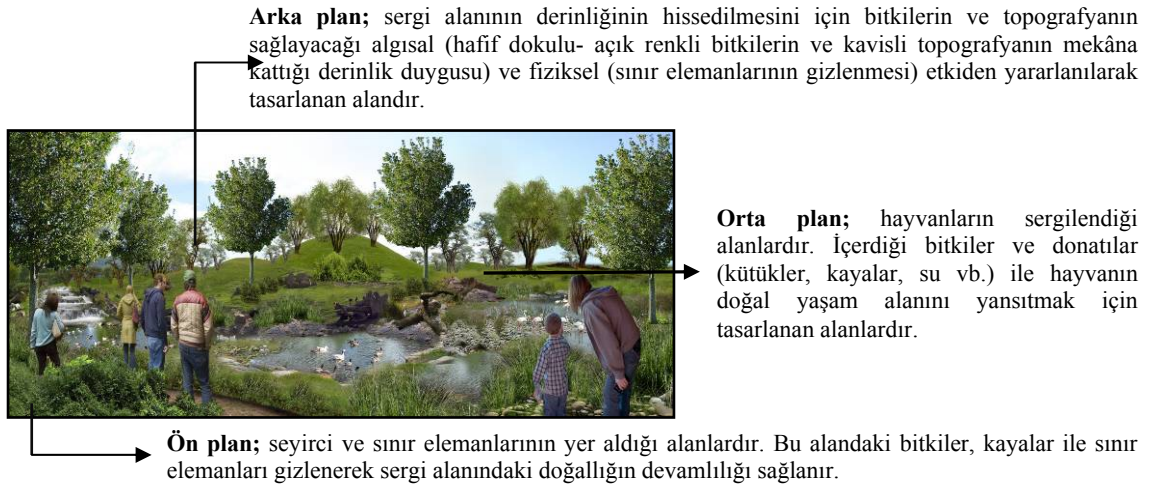 Arka plan; sergi alanının derinliğinin hissedilmesini için bitkilerin ve topografyanın
sağlayacağı algısal (hafif dokulu- açık renkli bitkilerin ve kavisli topografyanın mekâna
kattığı derinlik duygusu) ve fiziksel (sınır elemanlarının gizlenmesi) etkiden yararlanılarak
tasarlanan alandır.
Orta plan; hayvanların sergilendiği
alanlardır. İçerdiği bitkiler ve donatılar
(kütükler, kayalar, su vb.) ile hayvanın
doğal yaşam alanını yansıtmak için
tasarlanan alanlardır.
Ön plan; seyirci ve sınır elemanlarının yer aldığı alanlardır. Bu alandaki bitkiler, kayalar ile sınır
elemanları gizlenerek sergi alanındaki doğallığın devamlılığı sağlanır.